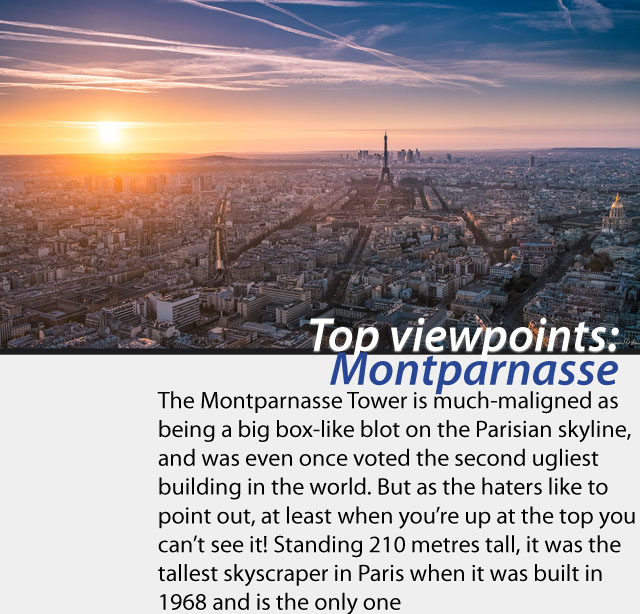 Top viewpoints:
Montparnasse
The Montparnasse Tower is much-maligned as
being a big box-like blot on the Parisian skyline,
and was even once voted the second ugliest
building in the world. But as the haters like to
point out, at least when you’re up at the top you
can’t see it! Standing 210 metres tall, it was the
tallest skyscraper in Paris when it was built in
1968 and is the only one